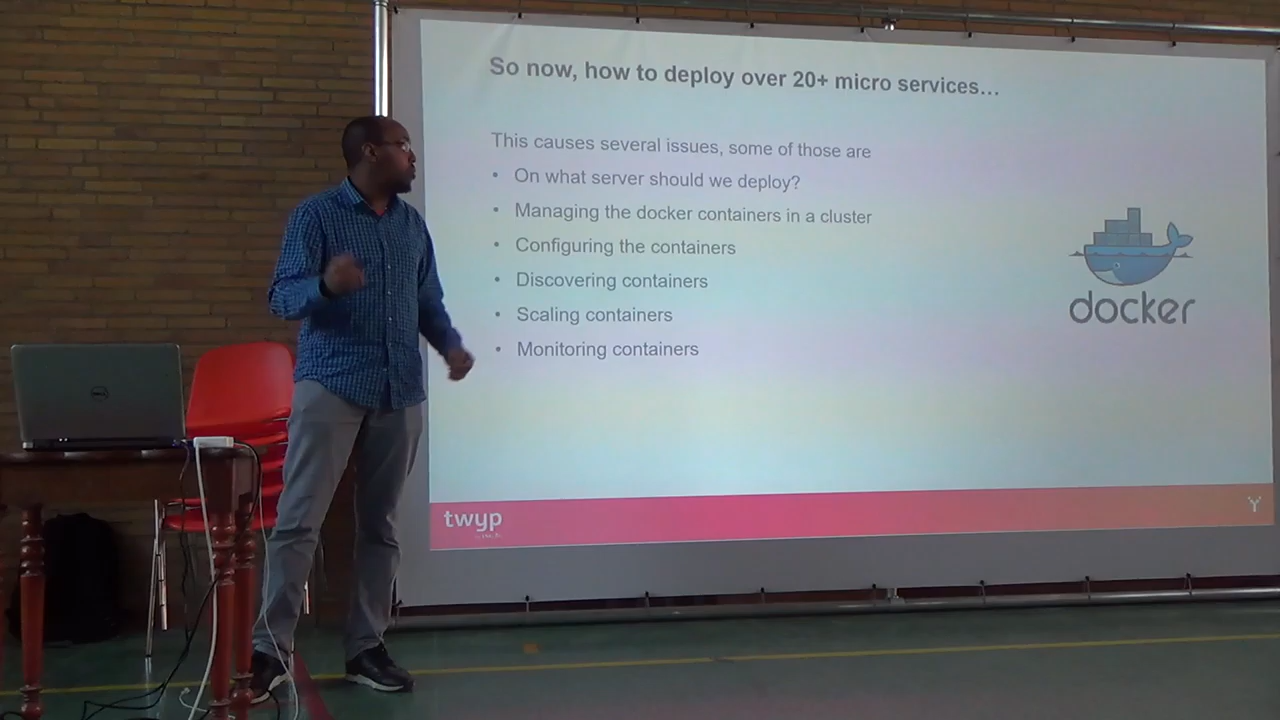 So now, how to deploy over 20+ micro services…
This causes several issues, some of those are
• On what server should we deploy?
• Managing the docker containers in a cluster
• Configuring the containers
• Discovering containers
• Scaling containers
• Monitoring containers
docker
twyp
DELL